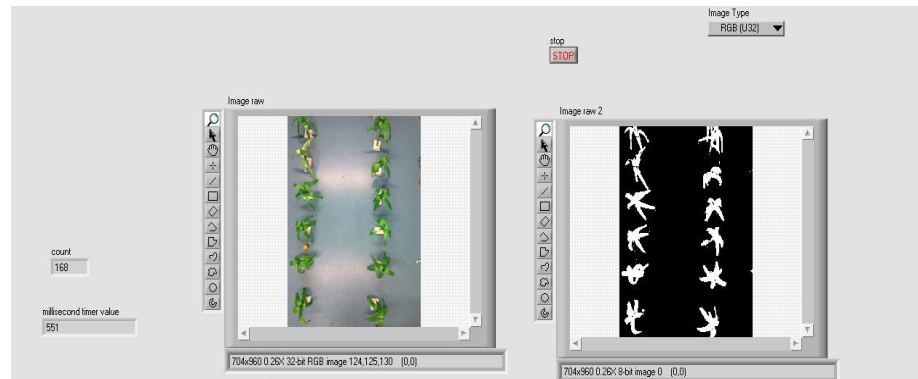 Image Type
RGB (U32)
stop
STOP
Image raw
704x960 0.26X 32-bit RGB image 124,125,130 (0,0)
Image raw 2
704x960 0.26X 8-bit image 0 (0,0)
count
168
millisecond timer value
551